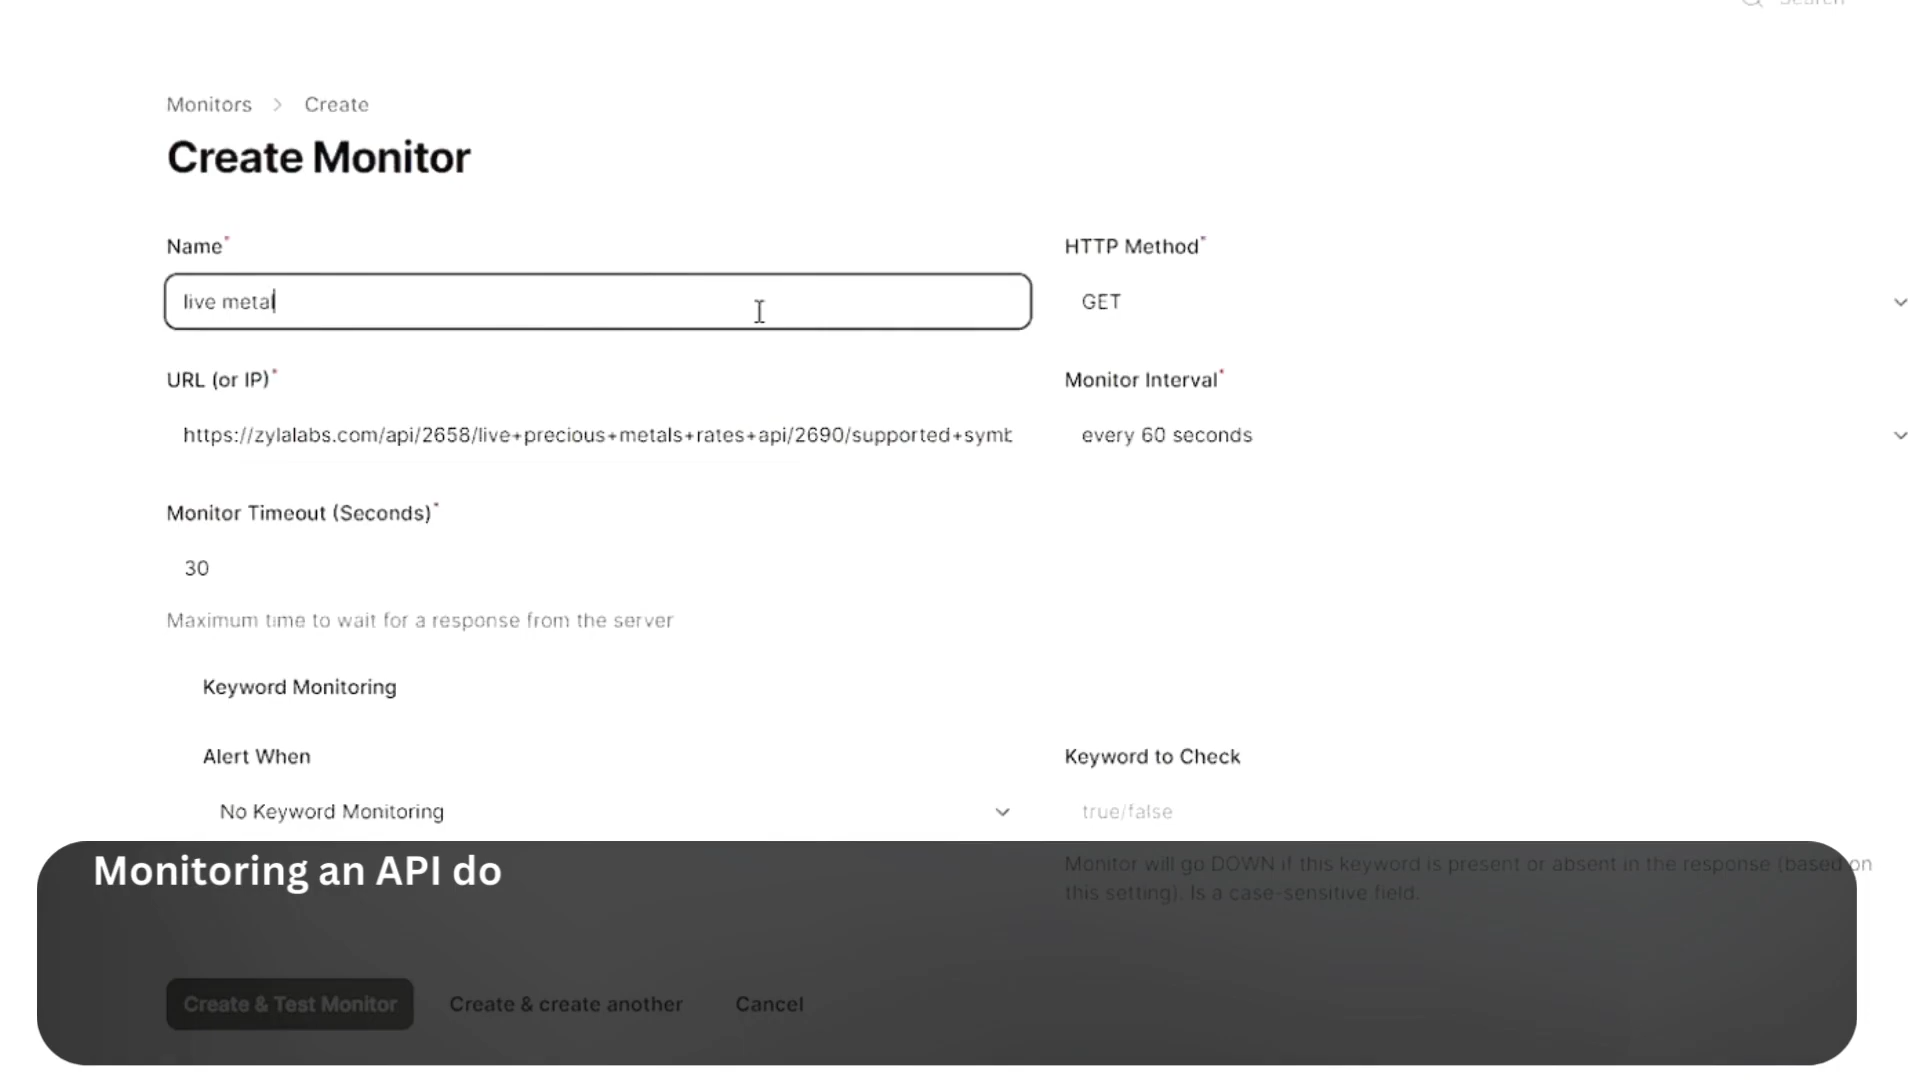 Search
Monitors > Create
Create Monitor
Name*
HTTP Method*
live metal
GET
URL (or IP)*
Monitor Interval*
https://zylalabs.com/api/2658/live+precious+metals+rates+api/2690/supported+symb
every 60 seconds
Monitor Timeout (Seconds)*
30
Maximum time to wait for a response from the server
Keyword Monitoring
Alert When
Keyword to Check
No Keyword Monitoring
true/false
Monitoring an API do
Monitor will go DOWN if this keyword is present or absent in the response (based on
this setting). Is a case-sensitive field.
Create & Test Monitor
Create & create another
Cancel